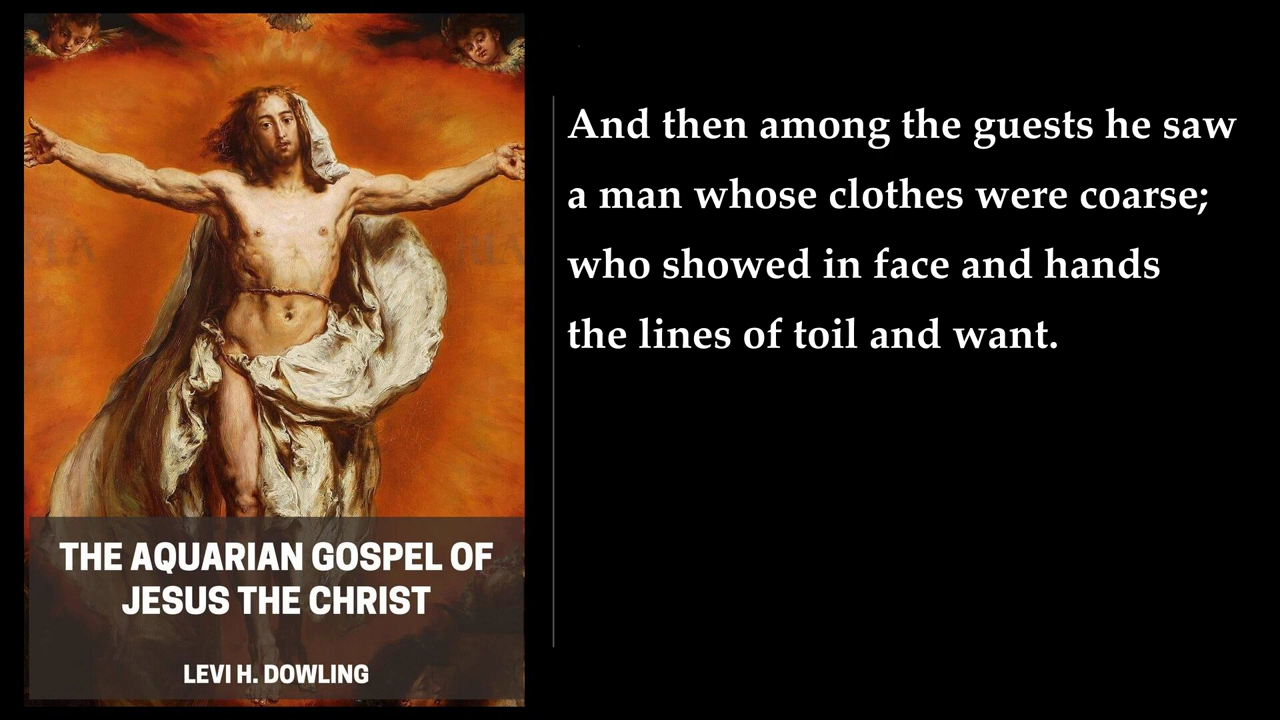 THE AQUARIAN GOSPEL OF
JESUS THE CHRIST
LEVI H. DOWLING
And then among the guests he saw
a man whose clothes were coarse;
who showed in face and hands
the lines of toil and want.